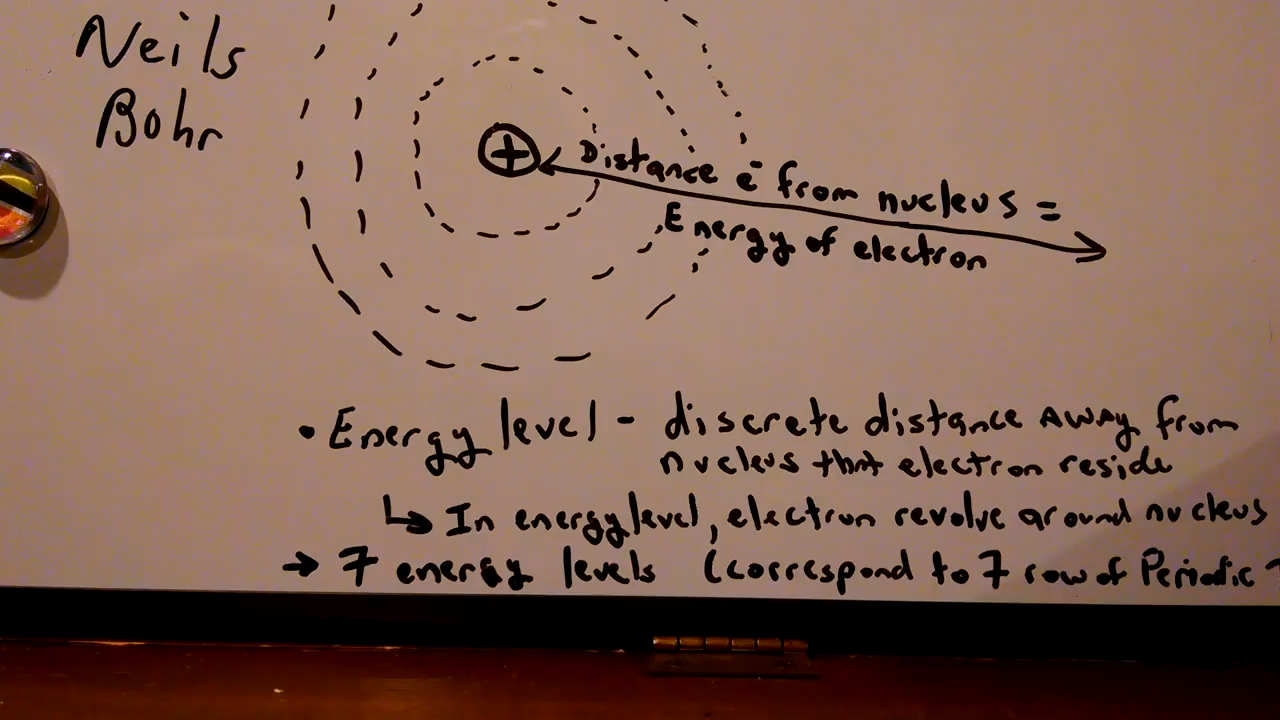 Neils
Bohr
+
Distance e⁻ from nucleus =
Energy of electron
• Energy level - discrete distance AWAY from
nucleus that electron reside
↳ In energy level, electron revolve around nucleus
→ 7 energy levels (correspond to 7 row of Periodic